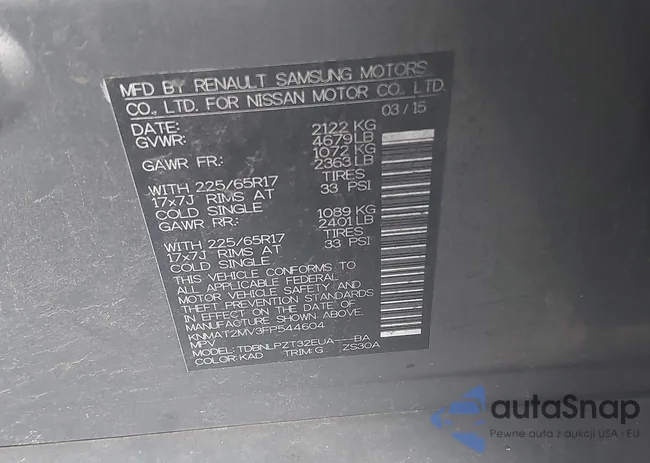 MFD BY RENAULT SAMSUNG MOTORS
CO., LTD. FOR NISSAN MOTOR CO., LTD.
03/15
DATE:
GVWR: 2122 KG
4679LB
GAWR FR: 1072 KG
2363LB
WITH 225/65R17 TIRES
17x7J RIMS AT 33 PSI
COLD SINGLE
GAWR RR: 1089 KG
2401LB
WITH 225/65R17 TIRES
17x7J RIMS AT 33 PSI
COLD SINGLE
THIS VEHICLE CONFORMS TO
ALL APPLICABLE FEDERAL
MOTOR VEHICLE SAFETY AND
THEFT PREVENTION STANDARDS
IN EFFECT ON THE DATE OF
MANUFACTURE SHOWN ABOVE.
KNMAT2MV3FP544604
MPV
MODEL: TDBNLPZT32EUA---BA
COLOR:KAD TRIM:G ZS30A
autaSnap
Pewne auta z aukcji USA i EU